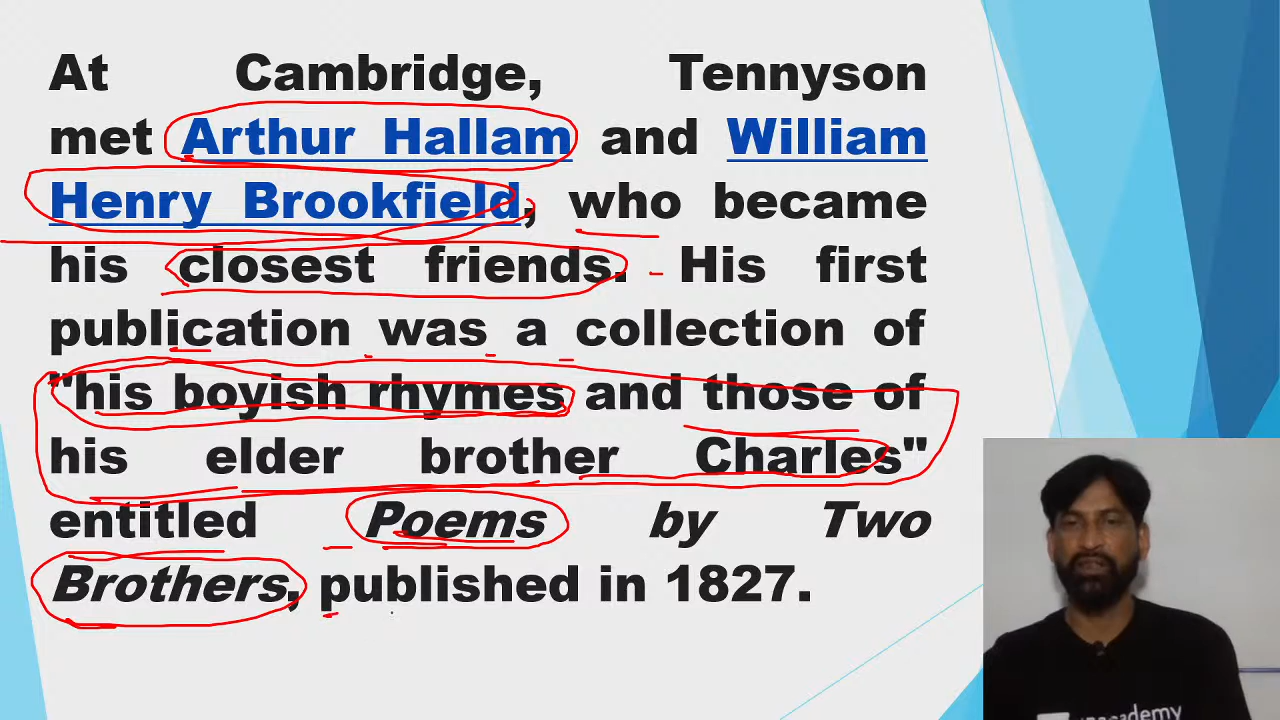 At Cambridge, Tennyson
met Arthur Hallam and William
Henry Brookfield, who became
his closest friends. His first
publication was a collection of
"his boyish rhymes and those of
his elder brother Charles"
entitled Poems by Two
Brothers, published in 1827.